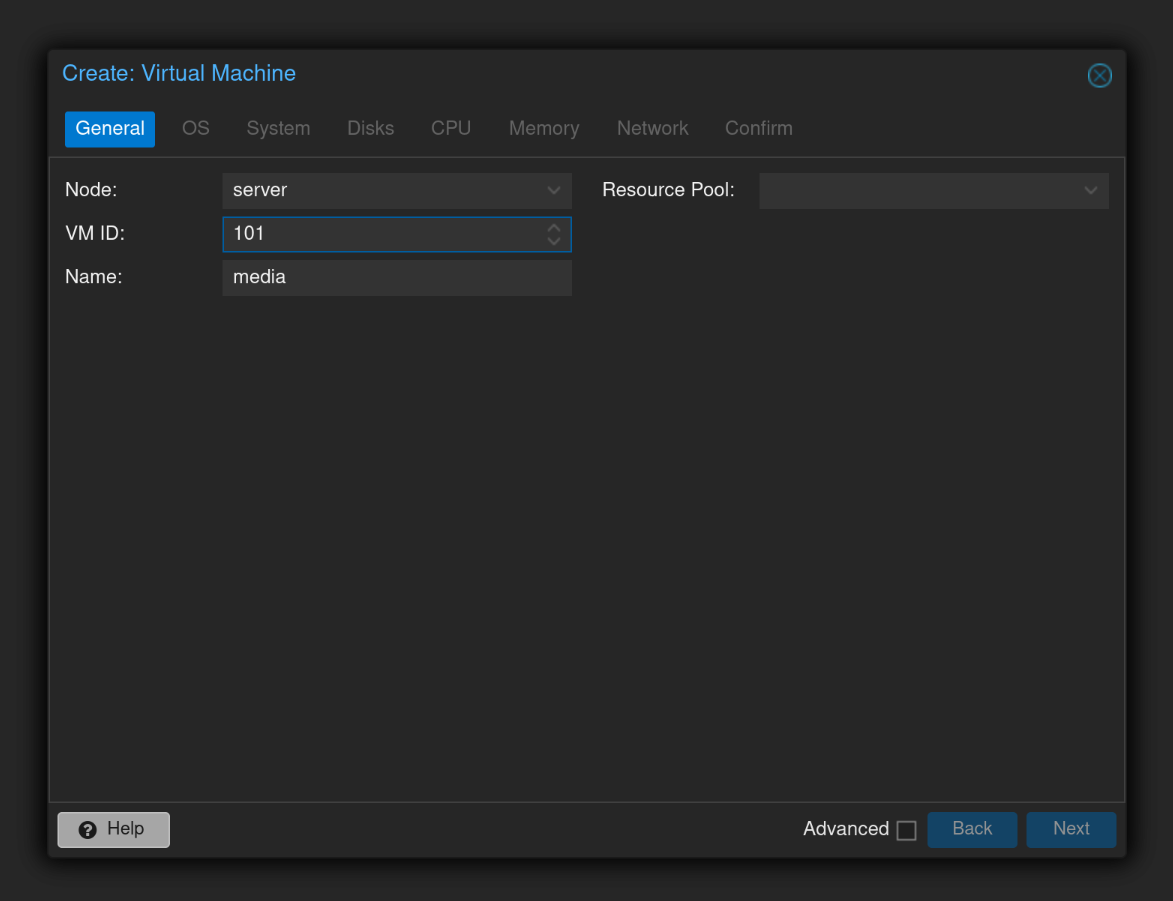 Create: Virtual Machine
General OS System Disks CPU Memory Network Confirm
Node: server Resource Pool:
VM ID: 101
Name: media
Help Advanced Back Next